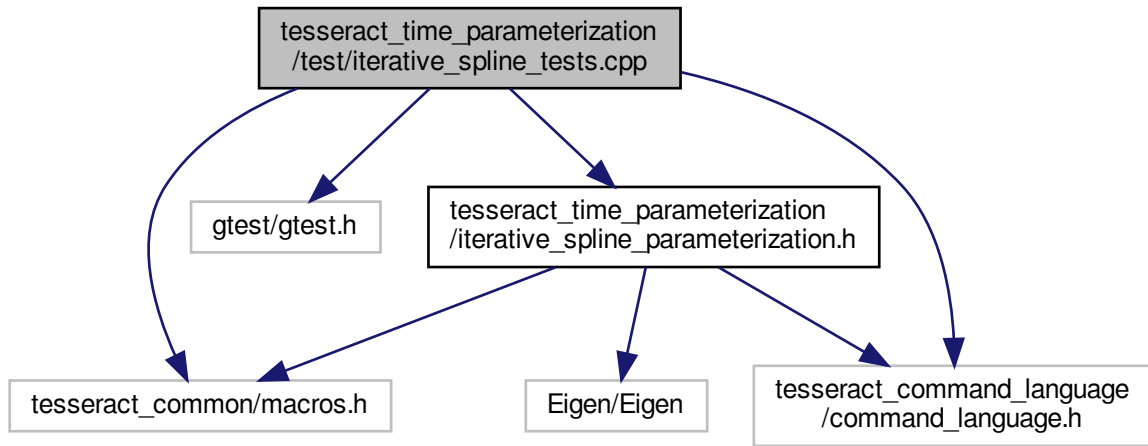 tesseract_time_parameterization
/test/iterative_spline_tests.cpp
gtest/gtest.h
tesseract_time_parameterization
/iterative_spline_parameterization.h
tesseract_common/macros.h
Eigen/Eigen
tesseract_command_language
/command_language.h